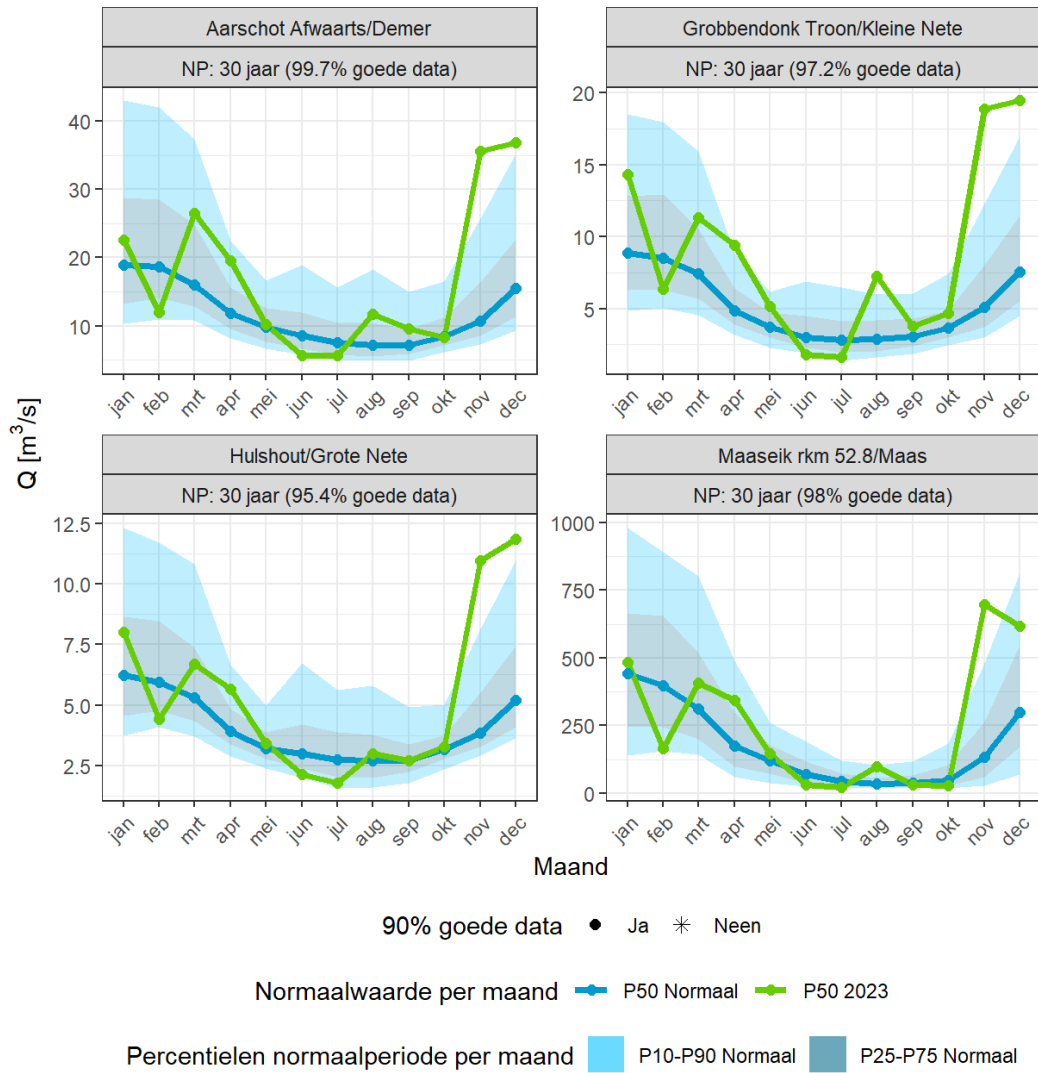 Aarschot Afwaarts/Demer
NP: 30 jaar (99.7% goede data)
40
30
20
10
jan feb mrt apr mei jun jul aug sep okt nov dec
Grobbendonk Troon/Kleine Nete
NP: 30 jaar (97.2% goede data)
20
15
10
5
jan feb mrt apr mei jun jul aug sep okt nov dec
Q [m³/s]
Hulshout/Grote Nete
NP: 30 jaar (95.4% goede data)
12.5
10.0
7.5
5.0
2.5
jan feb mrt apr mei jun jul aug sep okt nov dec
Maaseik rkm 52.8/Maas
NP: 30 jaar (98% goede data)
1000
750
500
250
0
jan feb mrt apr mei jun jul aug sep okt nov dec
Maand
90% goede data Ja Neen
Normaalwaarde per maand P50 Normaal P50 2023
Percentielen normaalperiode per maand P10-P90 Normaal P25-P75 Normaal